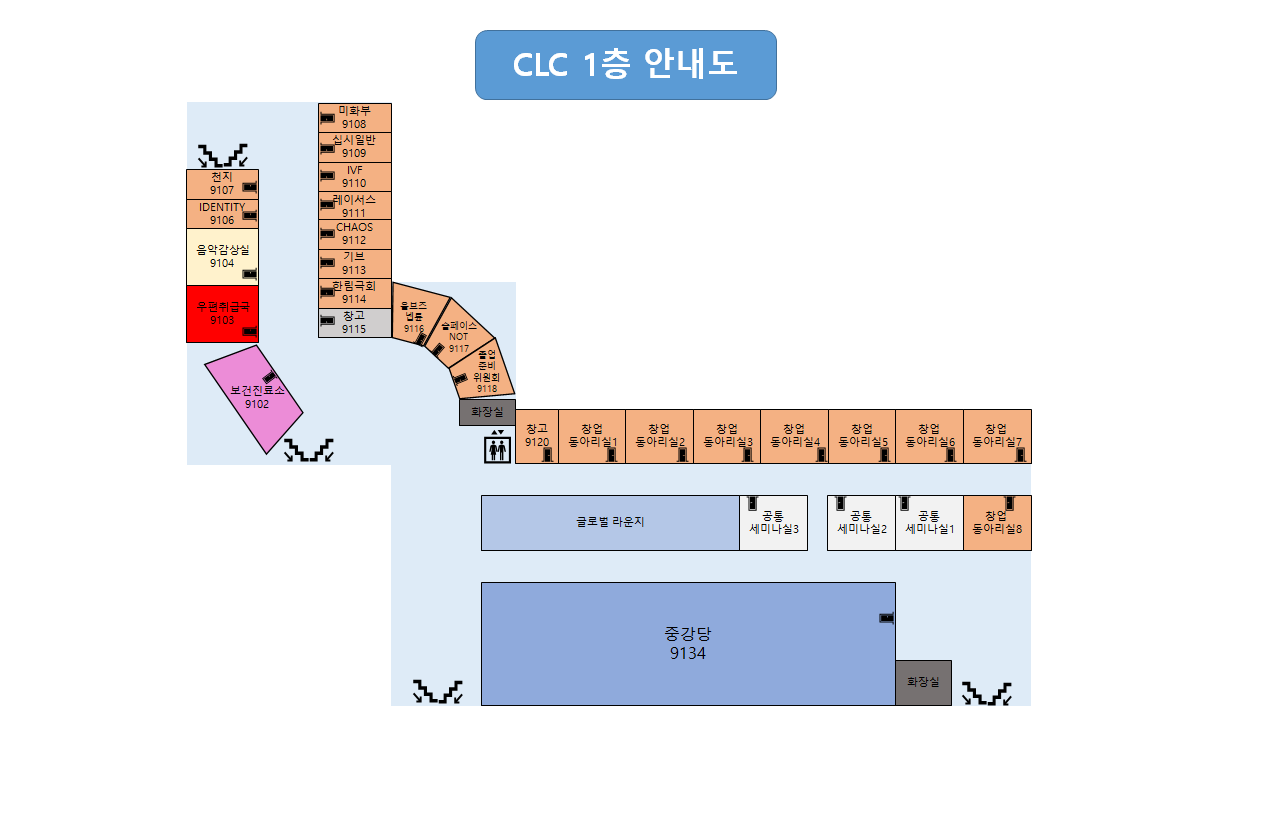 CLC 1층 안내도
미화부
9108
십시일반
9109
IVF
9110
레이서스
9111
CHAOS
9112
기브
9113
한림극회
9114
창고
9115
천지
9107
IDENTITY
9106
음악감상실
9104
우편취급국
9103
보건진료소
9102
울브즈
넵튠
9116
슬페이스
NOT
9117
졸업
준비
위원회
9118
화장실
창고
9120
창업
동아리실1
창업
동아리실2
창업
동아리실3
창업
동아리실4
창업
동아리실5
창업
동아리실6
창업
동아리실7
글로벌 라운지
공통
세미나실3
공통
세미나실2
공통
세미나실1
창업
동아리실8
중강당
9134
화장실